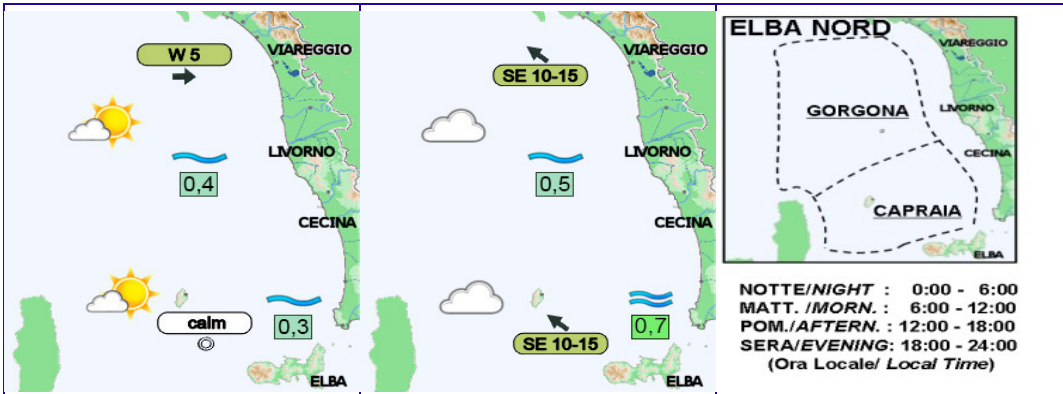 W 5
VIAREGGIO
LIVORNO
0,4
CECINA
calm
0,3
ELBA
VIAREGGIO
SE 10-15
LIVORNO
0,5
CECINA
SE 10-15
0,7
ELBA
ELBA NORD
VIAREGGIO
GORGONA
LIVORNO
CECINA
CAPRAIA
ELBA
NOTTE/NIGHT : 0:00 - 6:00
MATT. /MORN. : 6:00 - 12:00
POM./AFTERN. : 12:00 - 18:00
SERA/EVENING: 18:00 - 24:00
(Ora Locale/ Local Time)